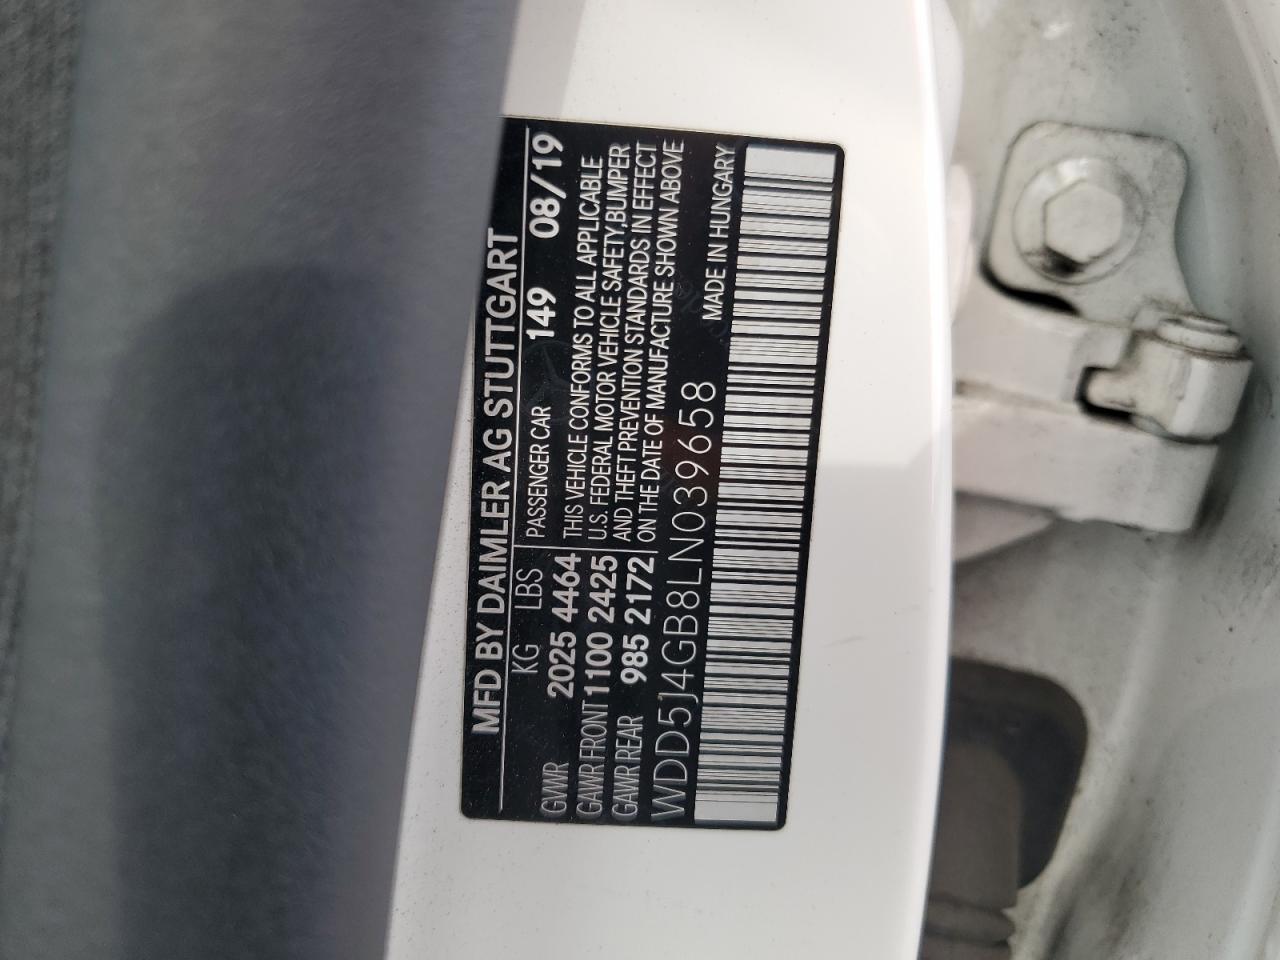 MFD BY DAIMLER AG STUTTGART
KG LBS PASSENGER CAR 149 08/19
GVWR 2025 4464 THIS VEHICLE CONFORMS TO ALL APPLICABLE
GAWR FRONT 1100 2425 U.S. FEDERAL MOTOR VEHICLE SAFETY,BUMPER
GAWR REAR 985 2172 AND THEFT PREVENTION STANDARDS IN EFFECT
ON THE DATE OF MANUFACTURE SHOWN ABOVE
WDD5J4GB8LN039658 MADE IN HUNGARY